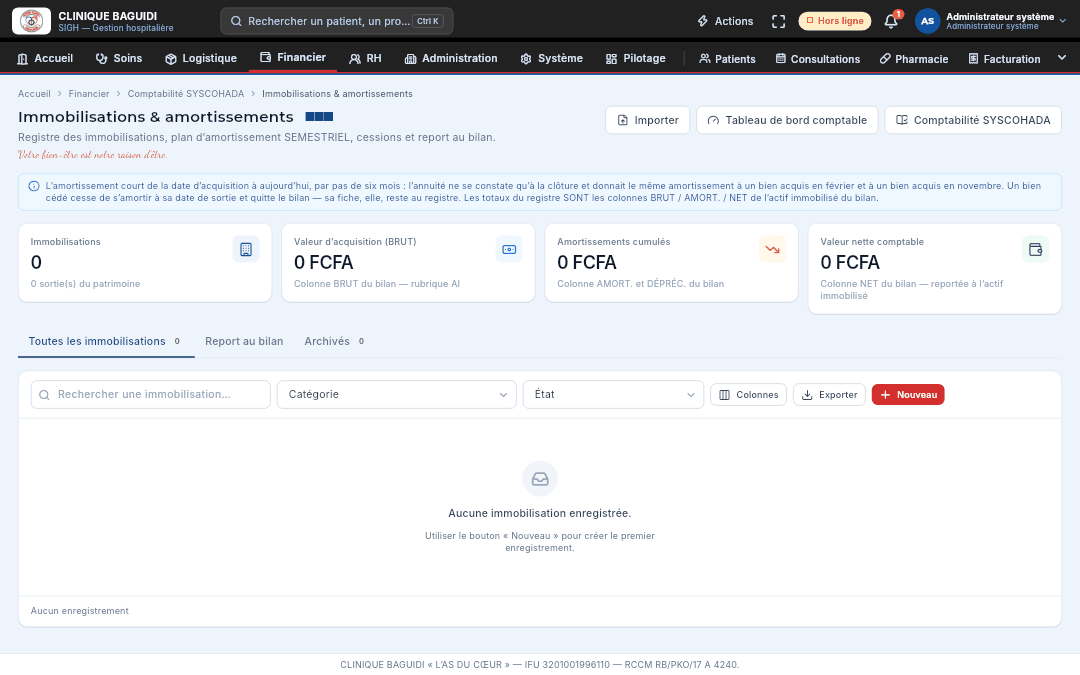 CLINIQUE BAGUIDI
SIGH — Gestion hospitalière
Rechercher un patient, un pro... Ctrl K
Actions
Hors ligne
1
AS
Administrateur système
Administrateur système
Accueil
Soins
Logistique
Financier
RH
Administration
Système
Pilotage
Patients
Consultations
Pharmacie
Facturation
Accueil > Financier > Comptabilité SYSCOHADA > Immobilisations & amortissements
Immobilisations & amortissements
Registre des immobilisations, plan d'amortissement SEMESTRIEL, cessions et report au bilan.
Votre bien-être est notre raison d'être.
Importer
Tableau de bord comptable
Comptabilité SYSCOHADA
L'amortissement court de la date d'acquisition à aujourd'hui, par pas de six mois : l'annuité ne se constate qu'à la clôture et donnait le même amortissement à un bien acquis en février et à un bien acquis en novembre. Un bien
cédé cesse de s'amortir à sa date de sortie et quitte le bilan — sa fiche, elle, reste au registre. Les totaux du registre SONT les colonnes BRUT / AMORT. / NET de l'actif immobilisé du bilan.
Immobilisations
0
0 sortie(s) du patrimoine
Valeur d'acquisition (BRUT)
0 FCFA
Colonne BRUT du bilan — rubrique AI
Amortissements cumulés
0 FCFA
Colonne AMORT. et DÉPRÉC. du bilan
Valeur nette comptable
0 FCFA
Colonne NET du bilan — reportée à l'actif
immobilisé
Toutes les immobilisations 0
Report au bilan
Archivés 0
Rechercher une immobilisation...
Catégorie
État
Colonnes
Exporter
Nouveau
Aucune immobilisation enregistrée.
Utiliser le bouton « Nouveau » pour créer le premier
enregistrement.
Aucun enregistrement
CLINIQUE BAGUIDI « L'AS DU CŒUR » — IFU 3201001996110 — RCCM RB/PKO/17 A 4240.